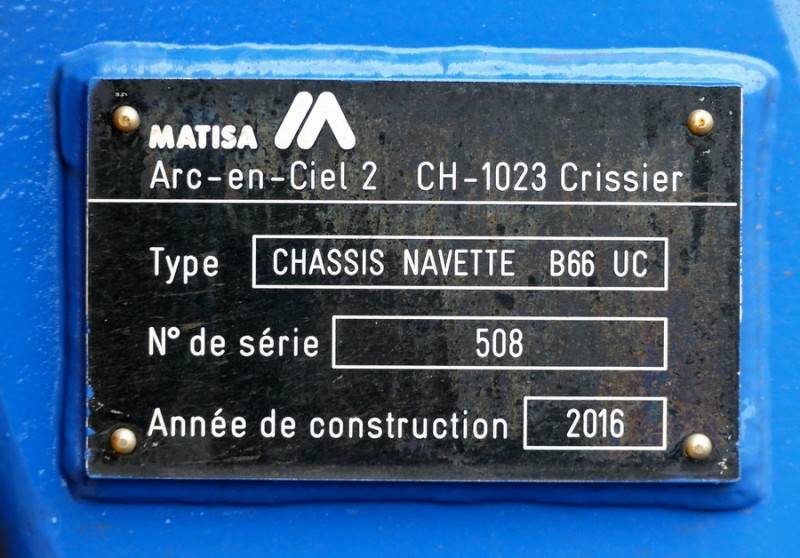 MATISA
Arc-en-Ciel 2 CH-1023 Crissier
Type CHASSIS NAVETTE B66 UC
N° de série 508
Année de construction 2016